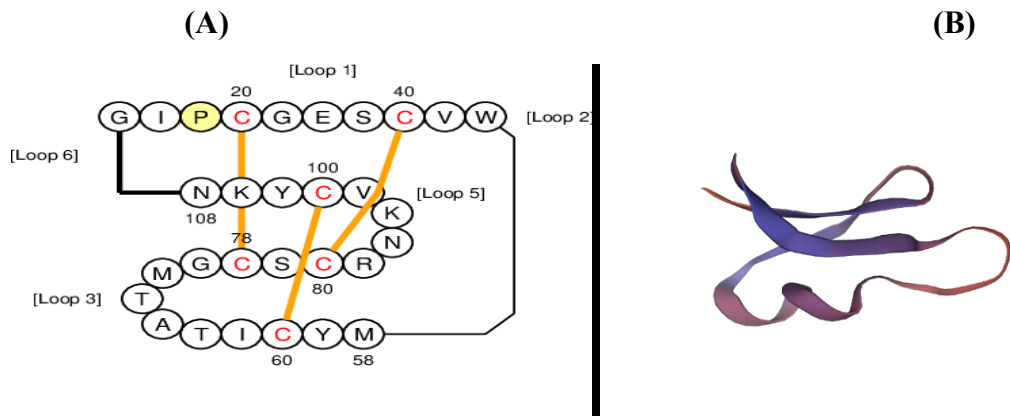 (A) (B)
[Loop 1]
20 40
G I P C G E S C V W [Loop 2]
[Loop 6]
100
N K Y C V [Loop 5]
108 K
78 N
M G C S C R
80
[Loop 3] T
A T I C Y M
60 58